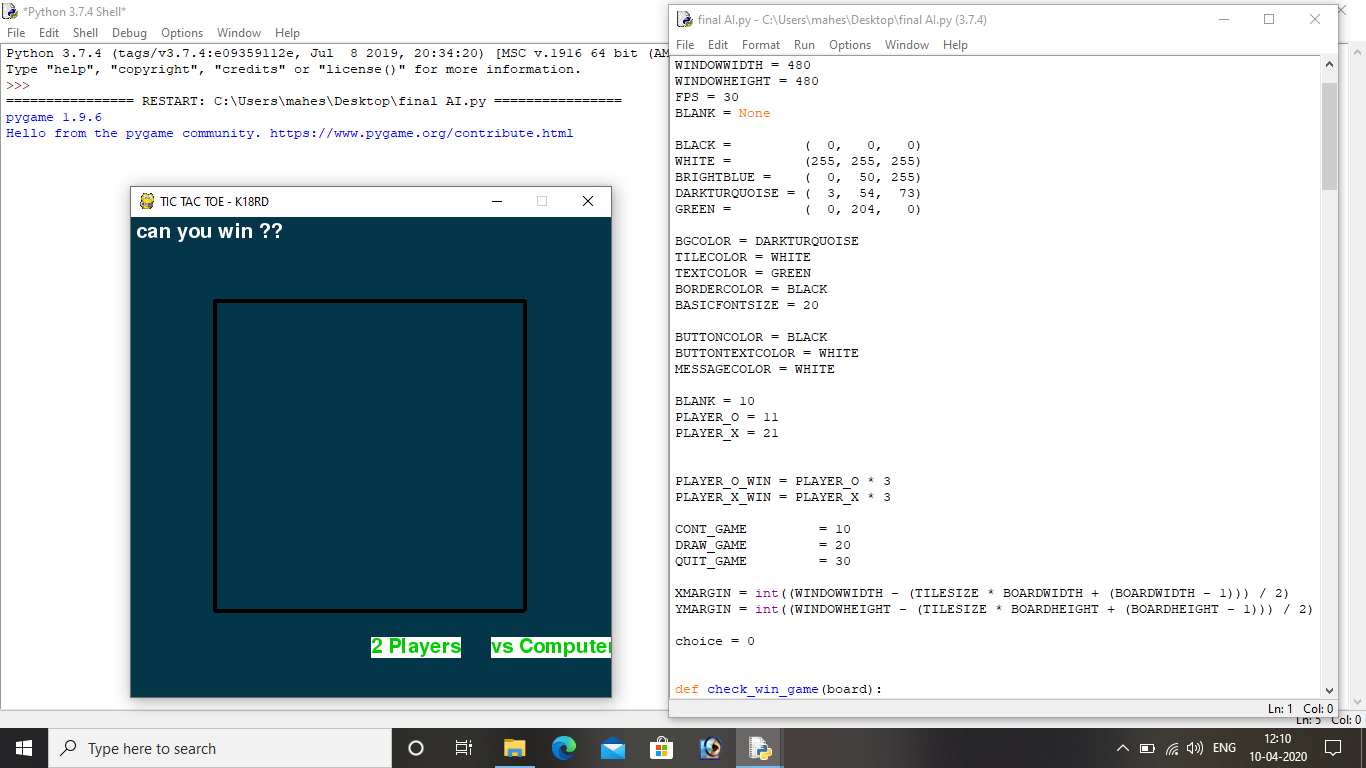 *Python 3.7.4 Shell*
File Edit Shell Debug Options Window Help
Python 3.7.4 (tags/v3.7.4:e09359112e, Jul  8 2019, 20:34:20) [MSC v.1916 64 bit (AM
Type "help", "copyright", "credits" or "license()" for more information.
>>>
================ RESTART: C:\Users\mahes\Desktop\final AI.py ================
pygame 1.9.6
Hello from the pygame community. https://www.pygame.org/contribute.html
TIC TAC TOE - K18RD
can you win ??
2 Players vs Computer
final AI.py - C:\Users\mahes\Desktop\final AI.py (3.7.4)
File Edit Format Run Options Window Help
WINDOWWIDTH = 480
WINDOWHEIGHT = 480
FPS = 30
BLANK = None
BLACK =         (  0,   0,   0)
WHITE =         (255, 255, 255)
BRIGHTBLUE =    (  0,  50, 255)
DARKTURQUOISE = (  3,  54,  73)
GREEN =         (  0, 204,   0)
BGCOLOR = DARKTURQUOISE
TILECOLOR = WHITE
TEXTCOLOR = GREEN
BORDERCOLOR = BLACK
BASICFONTSIZE = 20
BUTTONCOLOR = BLACK
BUTTONTEXTCOLOR = WHITE
MESSAGECOLOR = WHITE
BLANK = 10
PLAYER_O = 11
PLAYER_X = 21
PLAYER_O_WIN = PLAYER_O * 3
PLAYER_X_WIN = PLAYER_X * 3
CONT_GAME         = 10
DRAW_GAME         = 20
QUIT_GAME         = 30
XMARGIN = int((WINDOWWIDTH - (TILESIZE * BOARDWIDTH + (BOARDWIDTH - 1))) / 2)
YMARGIN = int((WINDOWHEIGHT - (TILESIZE * BOARDHEIGHT + (BOARDHEIGHT - 1))) / 2)
choice = 0
def check_win_game(board):
Ln: 1 Col: 0
Ln: 5 Col: 0
Type here to search
ENG
12:10
10-04-2020